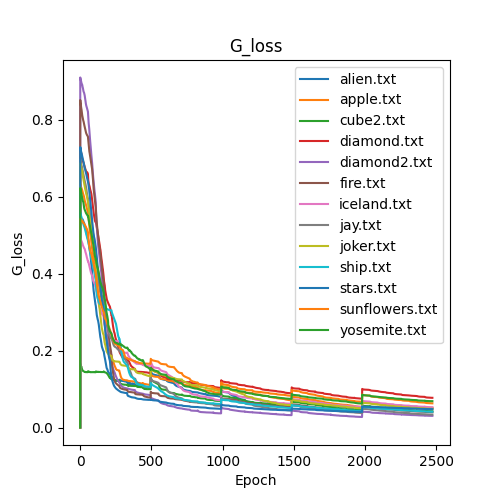 G_loss
G_loss
0.8
0.6
0.4
0.2
0.0
alien.txt
apple.txt
cube2.txt
diamond.txt
diamond2.txt
fire.txt
iceland.txt
jay.txt
joker.txt
ship.txt
stars.txt
sunflowers.txt
yosemite.txt
0 500 1000 1500 2000 2500
Epoch